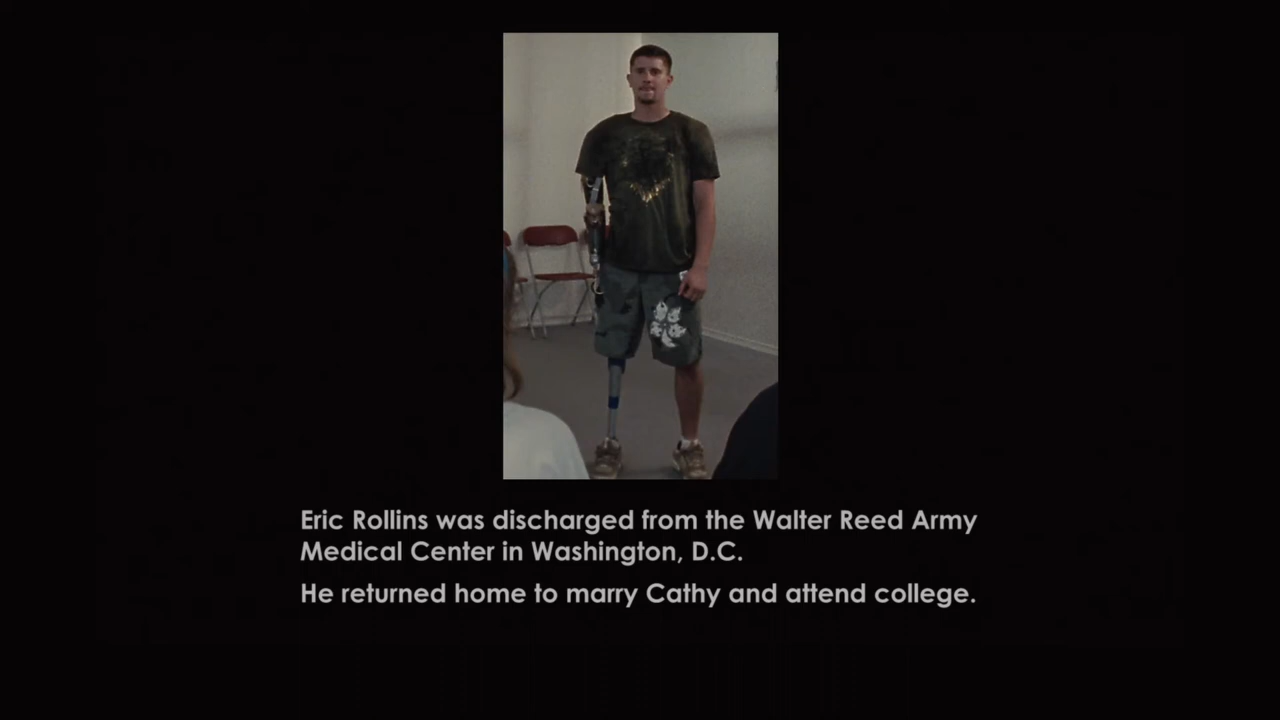 Eric Rollins was discharged from the Walter Reed Army
Medical Center in Washington, D.C.
He returned home to marry Cathy and attend college.